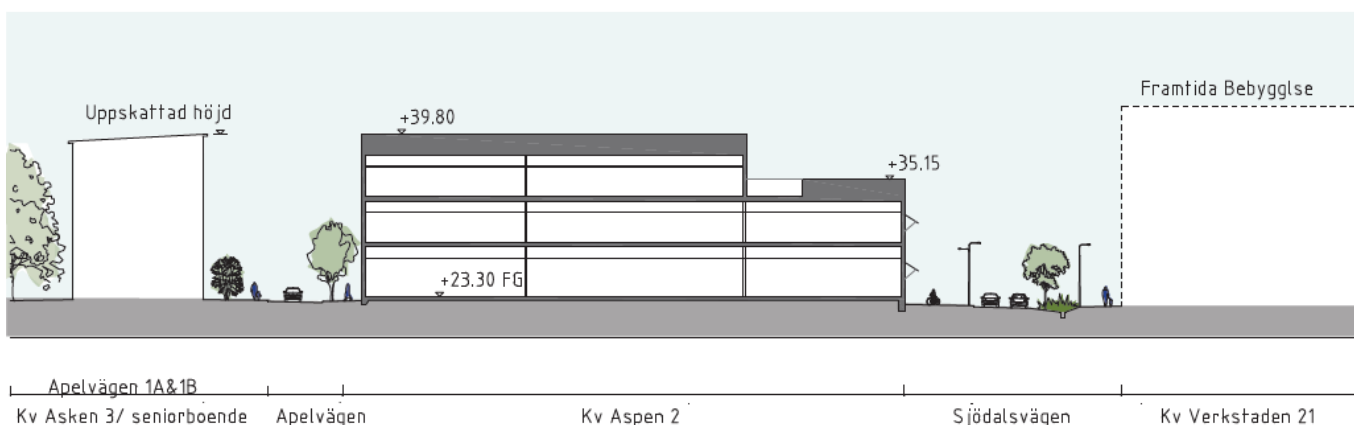 Framtida Bebygglse
Uppskattad höjd
+39.80
+35.15
+23.30 FG
Apelvägen 1A&1B
Kv Asken 3/ seniorboende
Apelvägen
Kv Aspen 2
Sjödalsvägen
Kv Verkstaden 21